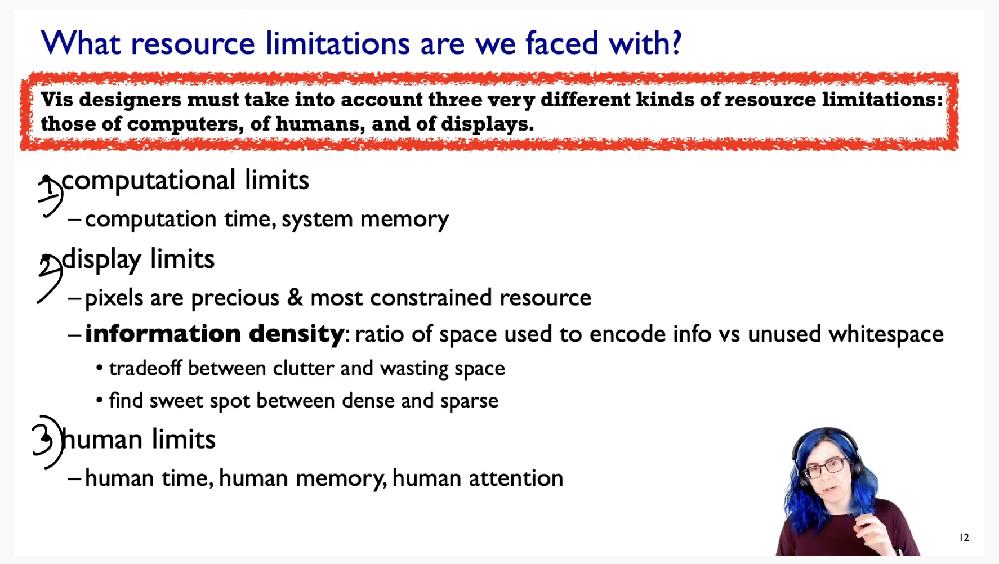 What resource limitations are we faced with?
Vis designers must take into account three very different kinds of resource limitations:
those of computers, of humans, and of displays.
1) • computational limits
– computation time, system memory
2) • display limits
– pixels are precious & most constrained resource
– information density: ratio of space used to encode info vs unused whitespace
• tradeoff between clutter and wasting space
• find sweet spot between dense and sparse
3) • human limits
– human time, human memory, human attention
12